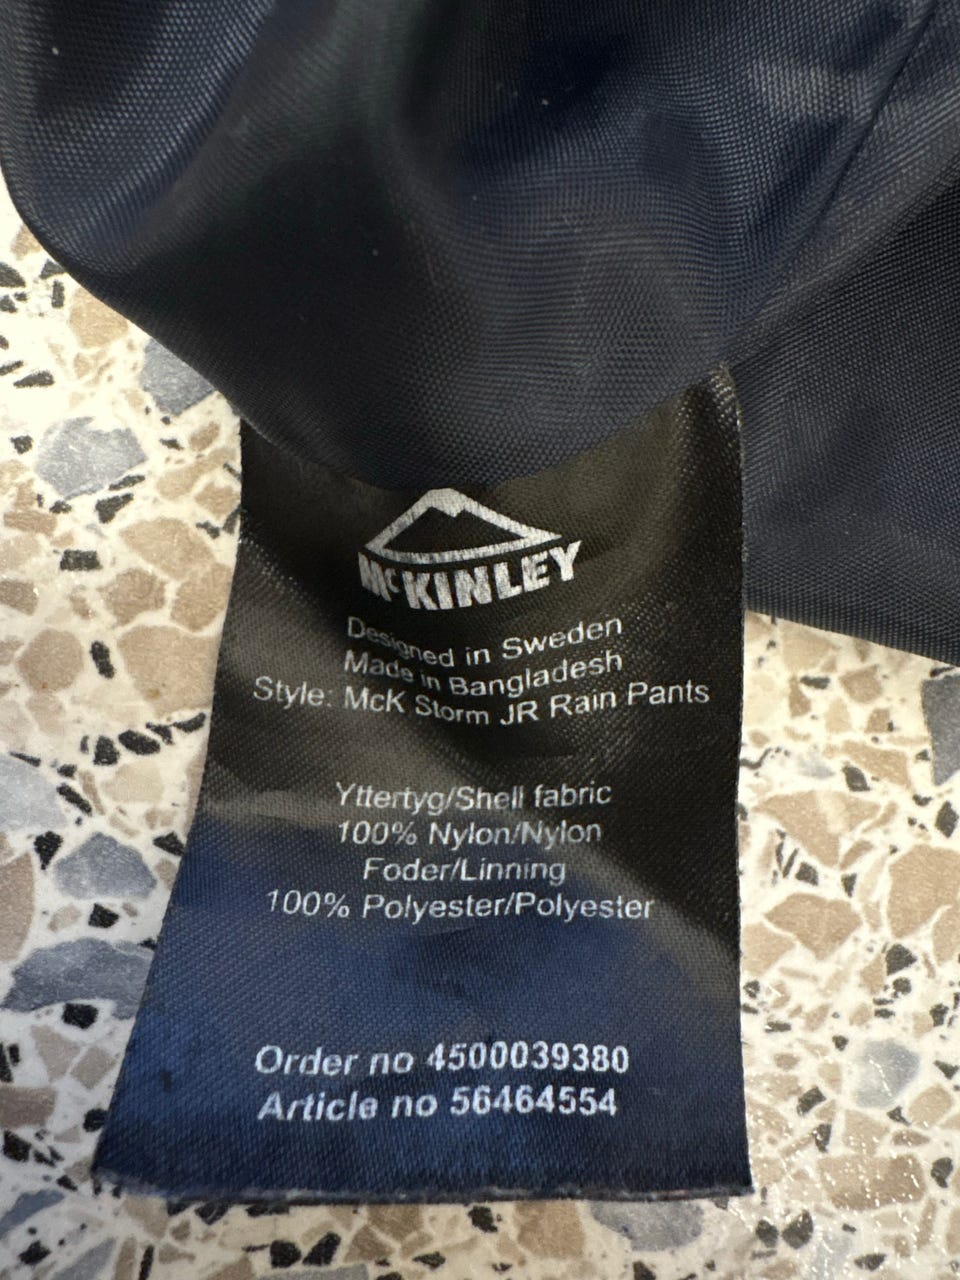 McKINLEY
Designed in Sweden
Made in Bangladesh
Style: McK Storm JR Rain Pants
Yttertyg/Shell fabric
100% Nylon/Nylon
Foder/Linning
100% Polyester/Polyester
Order no 4500039380
Article no 56464554